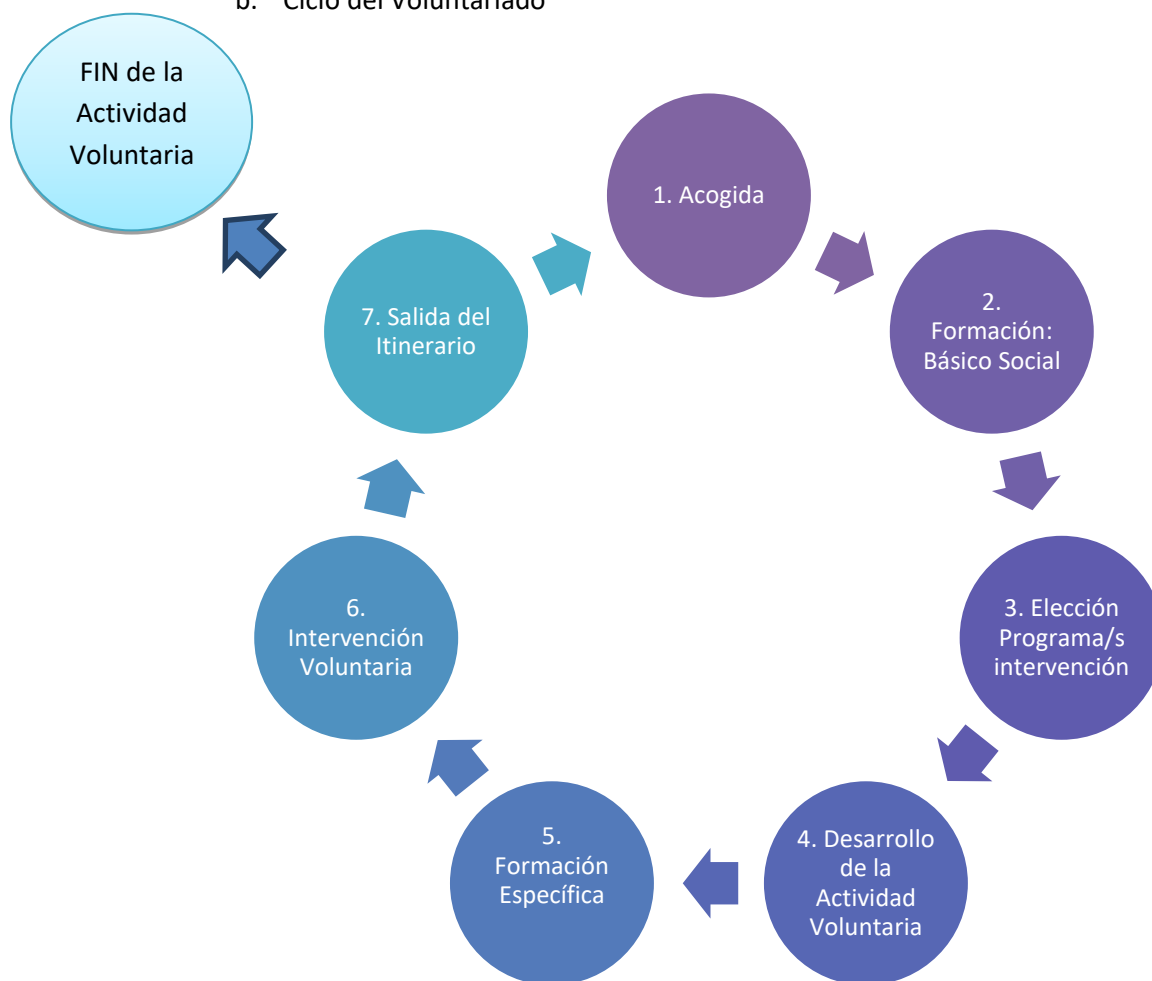 b. Ciclo del Voluntariado
FIN de la
Actividad
Voluntaria
1. Acogida
2.
Formación:
Básico Social
3. Elección
Programa/s
intervención
4. Desarrollo
de la
Actividad
Voluntaria
5.
Formación
Específica
6.
Intervención
Voluntaria
7. Salida del
Itinerario